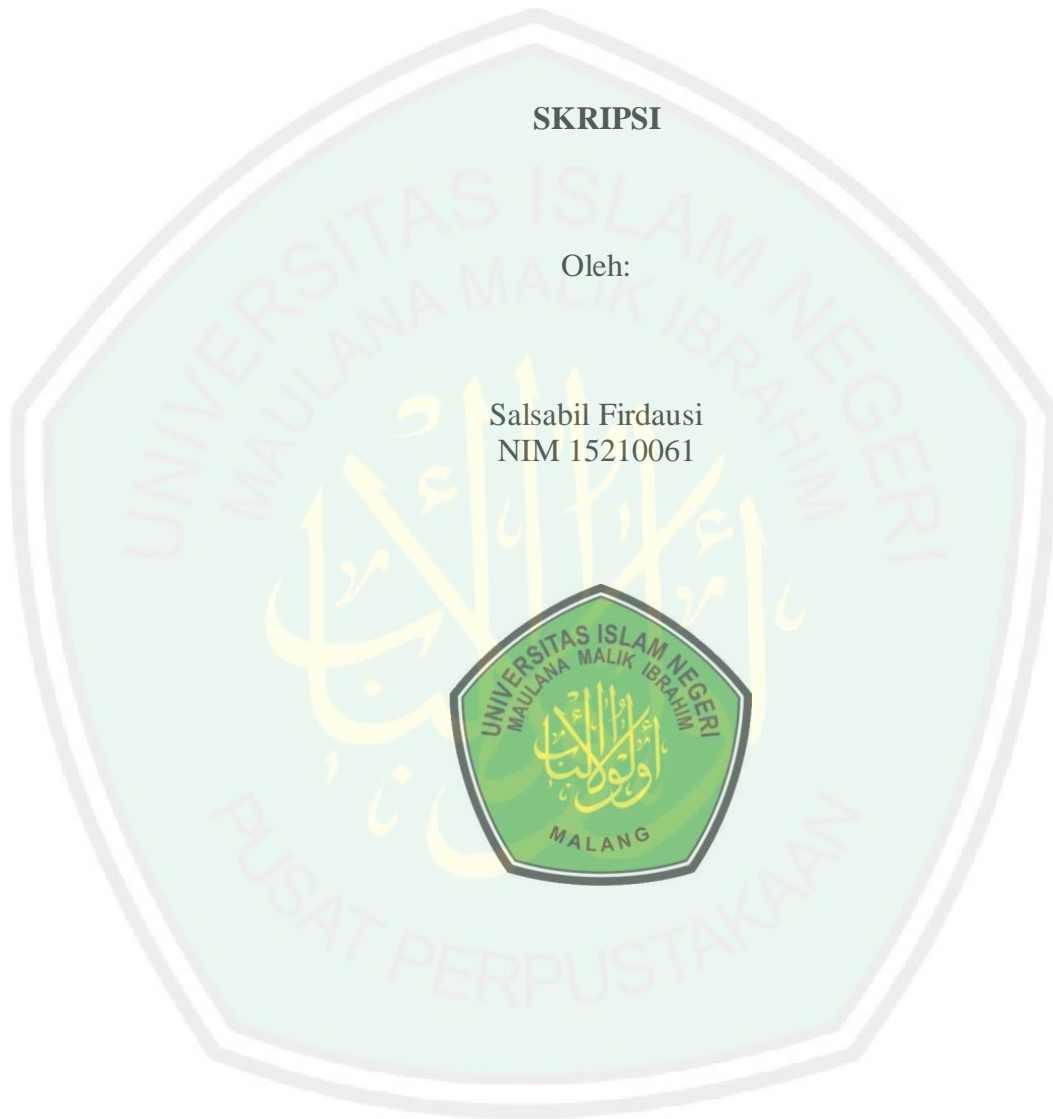 SKRIPSI
Oleh:
Salsabil Firdausi
NIM 15210061
UNIVERSITAS ISLAM NEGERI
MAULANA MALIK IBRAHIM
أولوا الألباب
MALANG
UNIVERSITAS ISLAM NEGERI
MAULANA MALIK IBRAHIM
PUSAT PERPUSTAKAAN